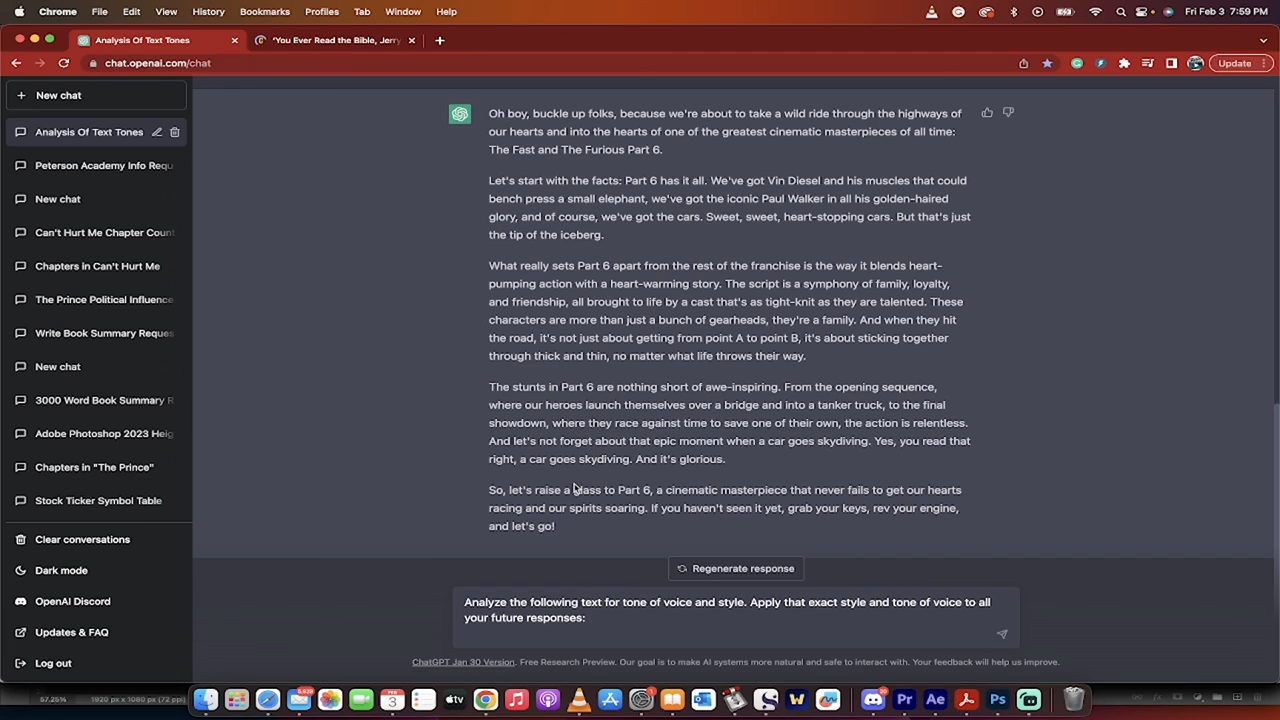 Chrome File Edit View History Bookmarks Profiles Tab Window Help Fri Feb 3 7:59 PM
Analysis Of Text Tones "You Ever Read the Bible, Jerry
chat.openai.com/chat Update
New chat
Analysis Of Text Tones
Peterson Academy Info Requ
New chat
Can't Hurt Me Chapter Count
Chapters in Can't Hurt Me
The Prince Political Influence
Write Book Summary Reques
New chat
3000 Word Book Summary R
Adobe Photoshop 2023 Heig
Chapters in "The Prince"
Stock Ticker Symbol Table
Clear conversations
Dark mode
OpenAI Discord
Updates & FAQ
Log out
Oh boy, buckle up folks, because we're about to take a wild ride through the highways of
our hearts and into the hearts of one of the greatest cinematic masterpieces of all time:
The Fast and The Furious Part 6.
Let's start with the facts: Part 6 has it all. We've got Vin Diesel and his muscles that could
bench press a small elephant, we've got the iconic Paul Walker in all his golden-haired
glory, and of course, we've got the cars. Sweet, sweet, heart-stopping cars. But that's just
the tip of the iceberg.
What really sets Part 6 apart from the rest of the franchise is the way it blends heart-
pumping action with a heart-warming story. The script is a symphony of family, loyalty,
and friendship, all brought to life by a cast that's as tight-knit as they are talented. These
characters are more than just a bunch of gearheads, they're a family. And when they hit
the road, it's not just about getting from point A to point B, it's about sticking together
through thick and thin, no matter what life throws their way.
The stunts in Part 6 are nothing short of awe-inspiring. From the opening sequence,
where our heroes launch themselves over a bridge and into a tanker truck, to the final
showdown, where they race against time to save one of their own, the action is relentless.
And let's not forget about that epic moment when a car goes skydiving. Yes, you read that
right, a car goes skydiving. And it's glorious.
So, let's raise a glass to Part 6, a cinematic masterpiece that never fails to get our hearts
racing and our spirits soaring. If you haven't seen it yet, grab your keys, rev your engine,
and let's go!
Regenerate response
Analyze the following text for tone of voice and style. Apply that exact style and tone of voice to all
your future responses:
ChatGPT Jan 30 Version. Free Research Preview. Our goal is to make AI systems more natural and safe to interact with. Your feedback will help us improve.
57.25% 1920 px x 1080 px (72 ppi)